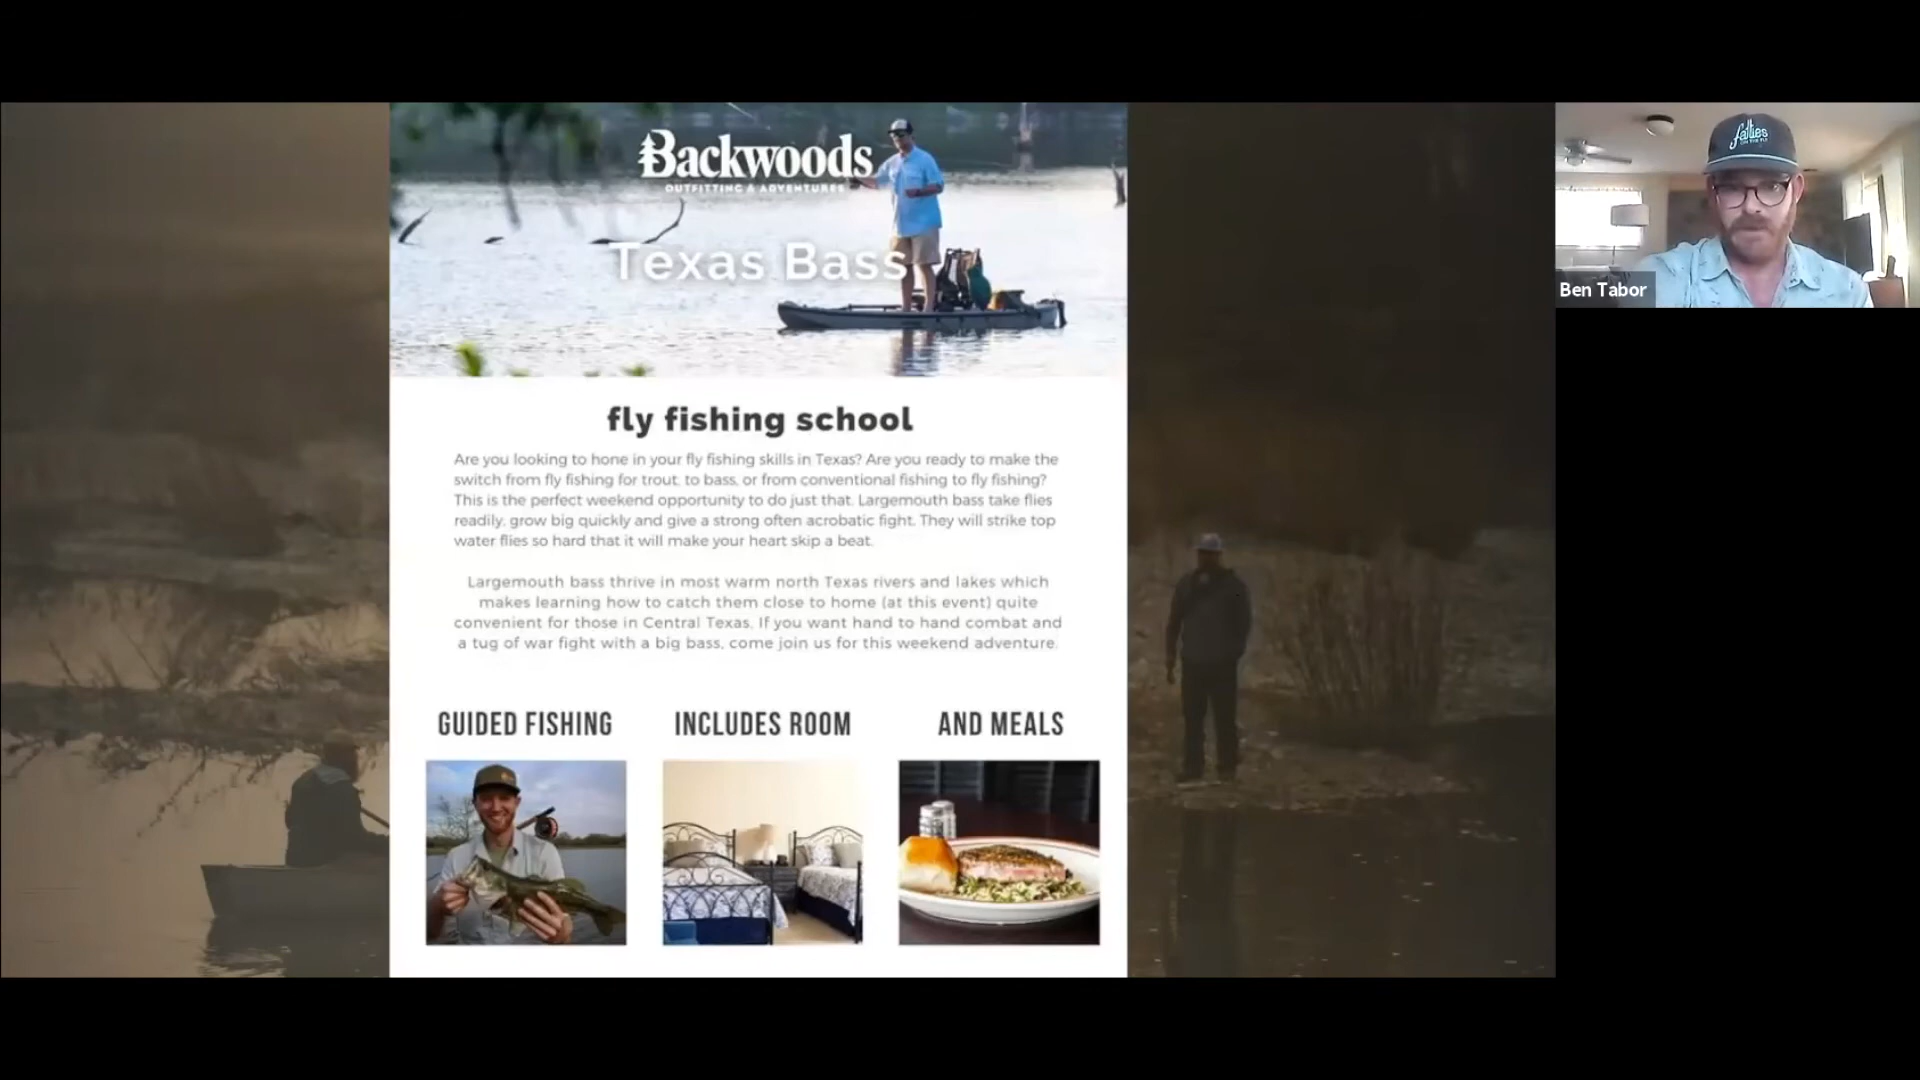 Backwoods
OUTFITTING & ADVENTURES
Texas Bass
fly fishing school
Are you looking to hone in your fly fishing skills in Texas? Are you ready to make the
switch from fly fishing for trout, to bass, or from conventional fishing to fly fishing?
This is the perfect weekend opportunity to do just that. Largemouth bass take flies
readily, grow big quickly and give a strong often acrobatic fight. They will strike top
water flies so hard that it will make your heart skip a beat.
Largemouth bass thrive in most warm north Texas rivers and lakes which
makes learning how to catch them close to home (at this event) quite
convenient for those in Central Texas. If you want hand to hand combat and
a tug of war fight with a big bass, come join us for this weekend adventure.
GUIDED FISHING
INCLUDES ROOM
AND MEALS
Ben Tabor